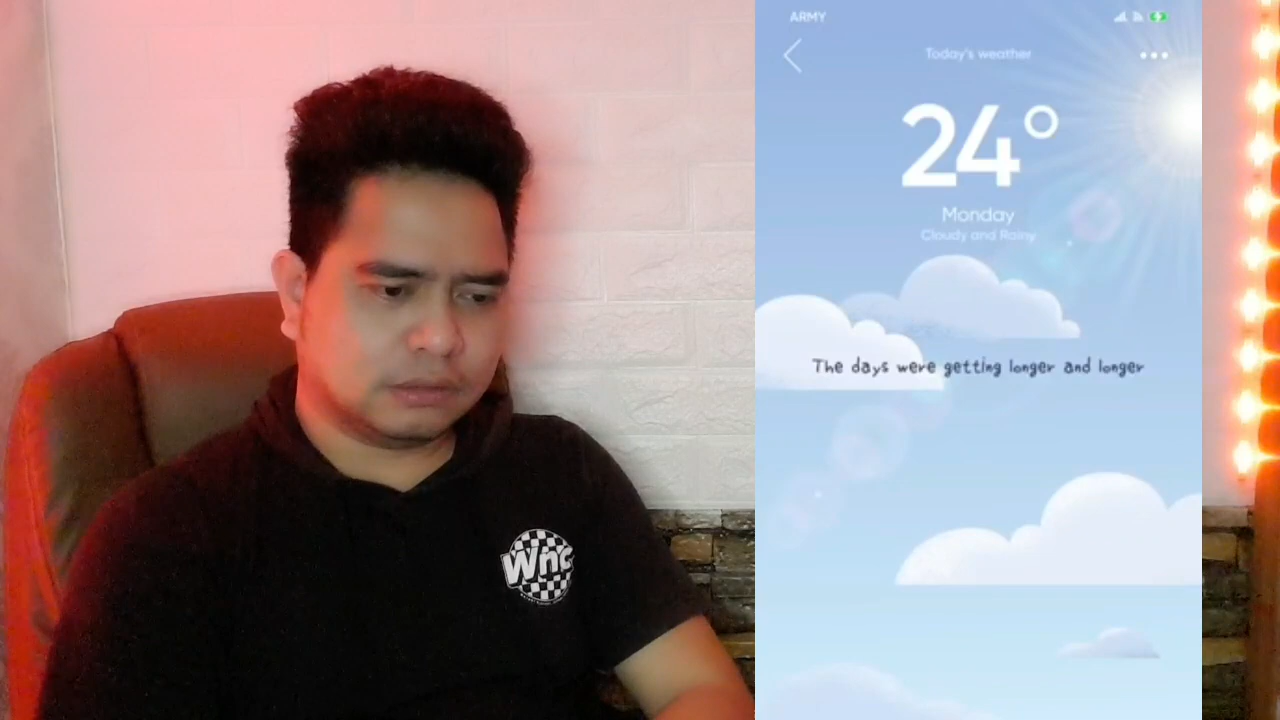 ARMY
Today's weather
24°
Monday
Cloudy and Rainy
The days were getting longer and longer
Wnc